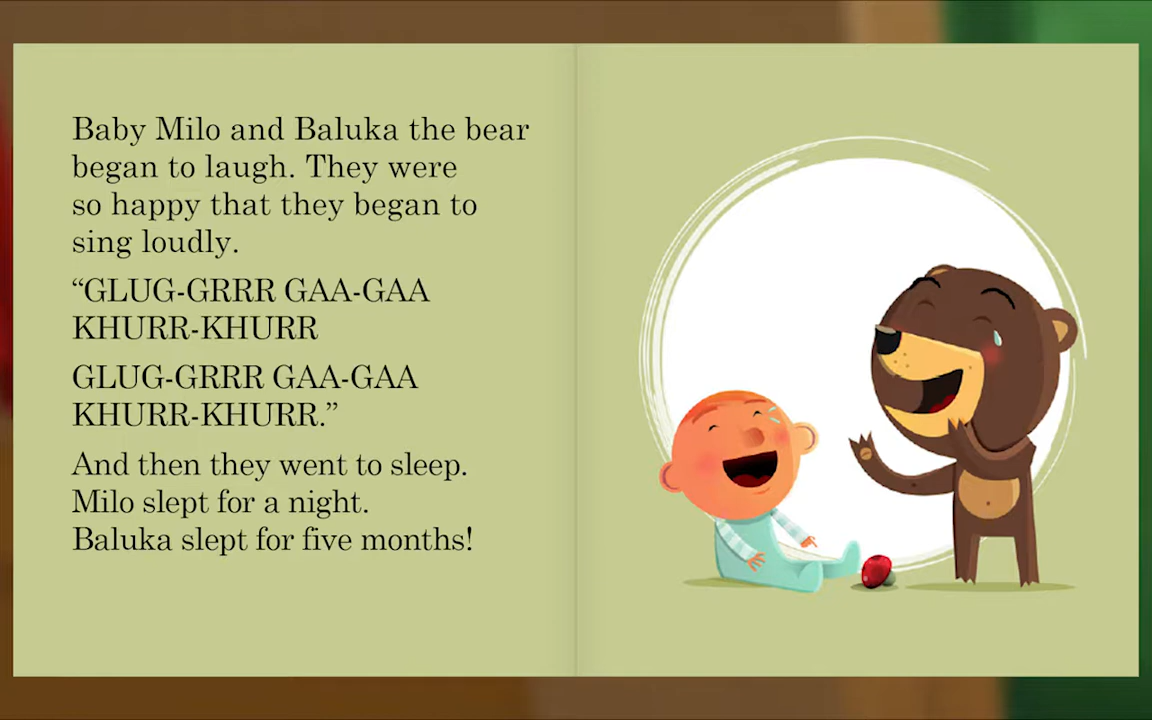 Baby Milo and Baluka the bear
began to laugh. They were
so happy that they began to
sing loudly.
“GLUG-GRRR GAA-GAA
KHURR-KHURR
GLUG-GRRR GAA-GAA
KHURR-KHURR.”
And then they went to sleep.
Milo slept for a night.
Baluka slept for five months!